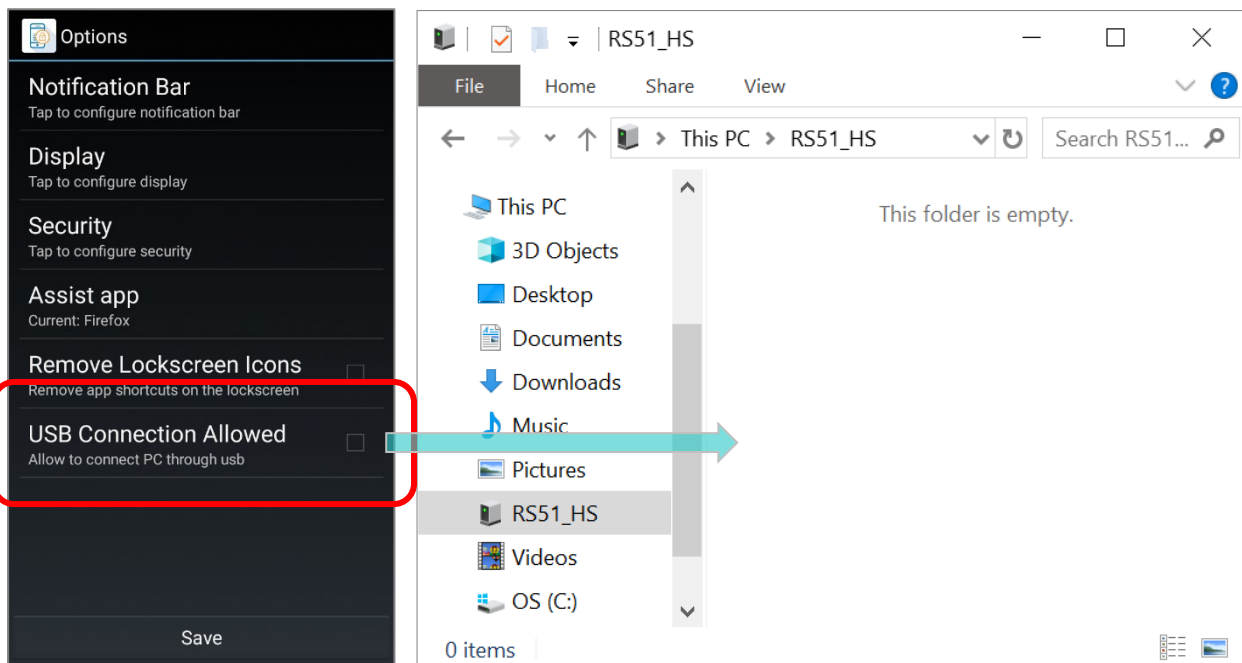 Options
Notification Bar
Tap to configure notification bar
Display
Tap to configure display
Security
Tap to configure security
Assist app
Current: Firefox
Remove Lockscreen Icons
Remove app shortcuts on the lockscreen
USB Connection Allowed
Allow to connect PC through usb
Save
RS51_HS
File Home Share View ?
This PC > RS51_HS
Search RS51...
This PC
3D Objects
Desktop
Documents
Downloads
Music
Pictures
RS51_HS
Videos
OS (C:)
This folder is empty.
0 items